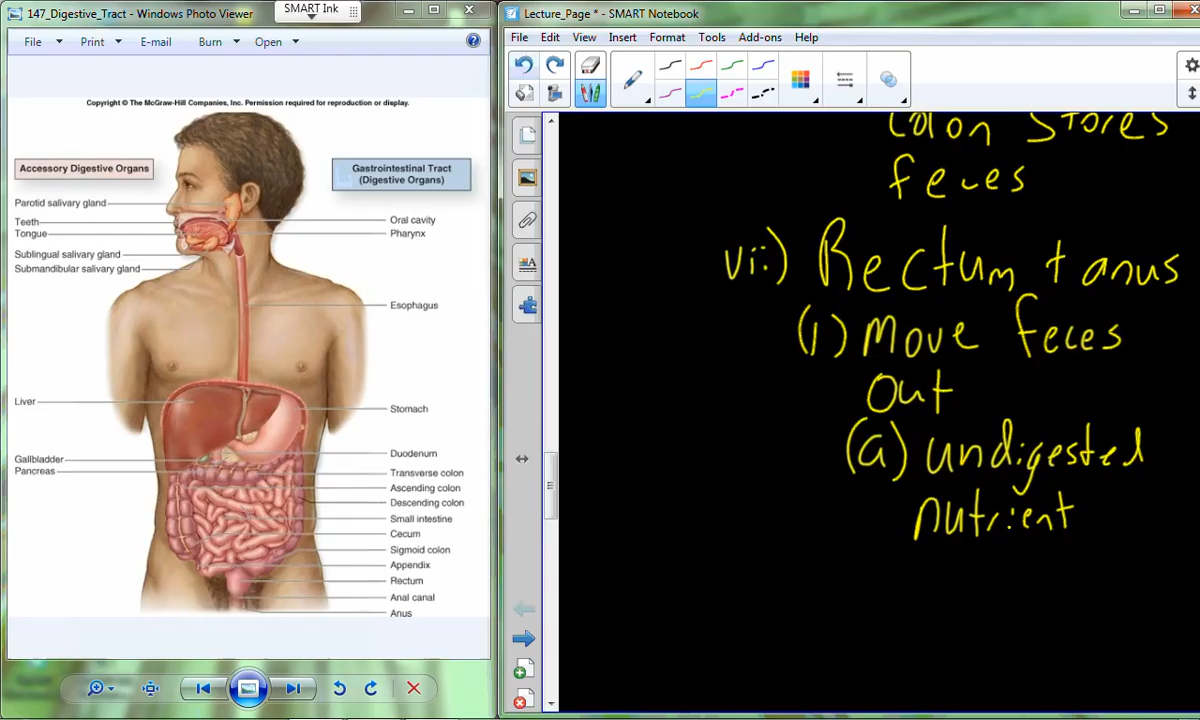 147_Digestive_Tract - Windows Photo Viewer
SMART Ink
File Print E-mail Burn Open
Copyright © The McGraw-Hill Companies, Inc. Permission required for reproduction or display.
Accessory Digestive Organs
Gastrointestinal Tract
(Digestive Organs)
Parotid salivary gland
Teeth
Tongue
Sublingual salivary gland
Submandibular salivary gland
Oral cavity
Pharynx
Esophagus
Liver
Stomach
Gallbladder
Pancreas
Duodenum
Transverse colon
Ascending colon
Descending colon
Small intestine
Cecum
Sigmoid colon
Appendix
Rectum
Anal canal
Anus
Lecture_Page * - SMART Notebook
File Edit View Insert Format Tools Add-ons Help
Colon stores
feces
vii) Rectum + anus
(1) Move feces
out
(a) undigested
nutrient